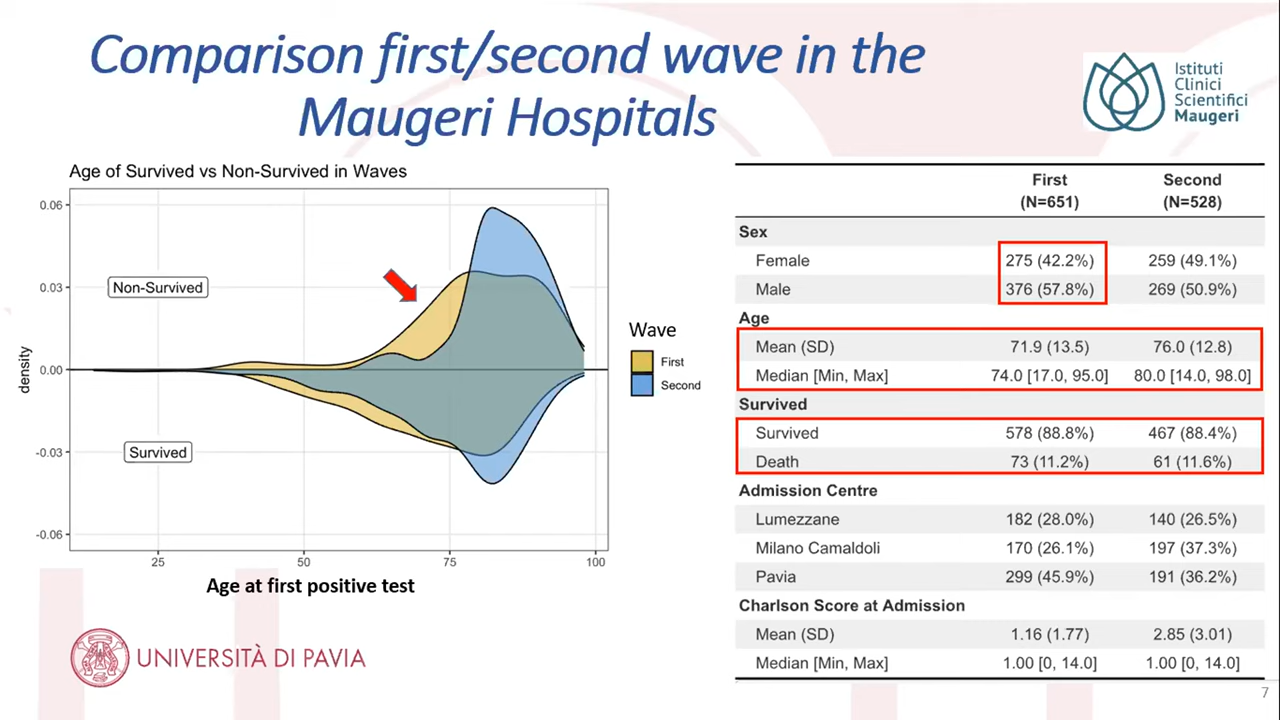 Comparison first/second wave in the
Maugeri Hospitals
Istituti
Clinici
Scientifici
Maugeri
Age of Survived vs Non-Survived in Waves
0.06
0.03
0.00
-0.03
-0.06
density
Non-Survived
Survived
25
50
75
100
Age at first positive test
Wave
First
Second
First Second
(N=651) (N=528)
Sex
Female 275 (42.2%) 259 (49.1%)
Male 376 (57.8%) 269 (50.9%)
Age
Mean (SD) 71.9 (13.5) 76.0 (12.8)
Median [Min, Max] 74.0 [17.0, 95.0] 80.0 [14.0, 98.0]
Survived
Survived 578 (88.8%) 467 (88.4%)
Death 73 (11.2%) 61 (11.6%)
Admission Centre
Lumezzane 182 (28.0%) 140 (26.5%)
Milano Camaldoli 170 (26.1%) 197 (37.3%)
Pavia 299 (45.9%) 191 (36.2%)
Charlson Score at Admission
Mean (SD) 1.16 (1.77) 2.85 (3.01)
Median [Min, Max] 1.00 [0, 14.0] 1.00 [0, 14.0]
UNIVERSITÀ DI PAVIA
7